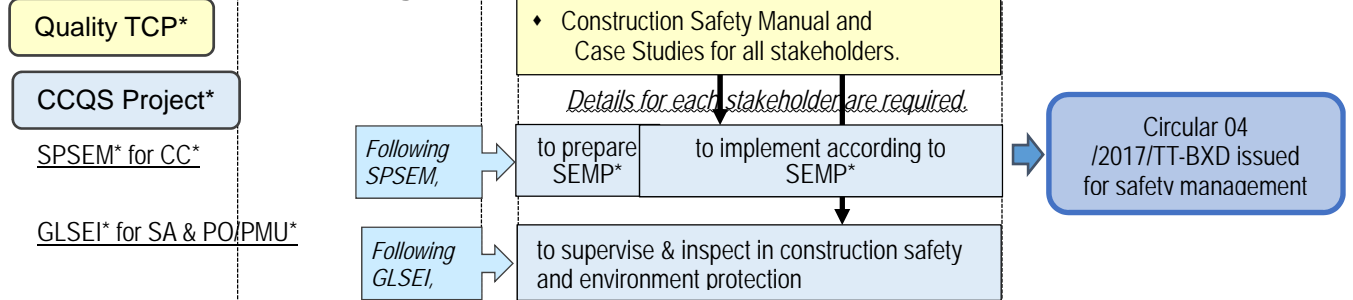 Quality TCP*
♦ Construction Safety Manual and
Case Studies for all stakeholders.
CCQS Project*
Details for each stakeholder are required.
SPSEM* for CC*
Following
SPSEM,
to prepare
SEMP*
to implement according to
SEMP*
Circular 04
/2017/TT-BXD issued
for safety management
GLSEI* for SA & PO/PMU*
Following
GLSEI,
to supervise & inspect in construction safety
and environment protection